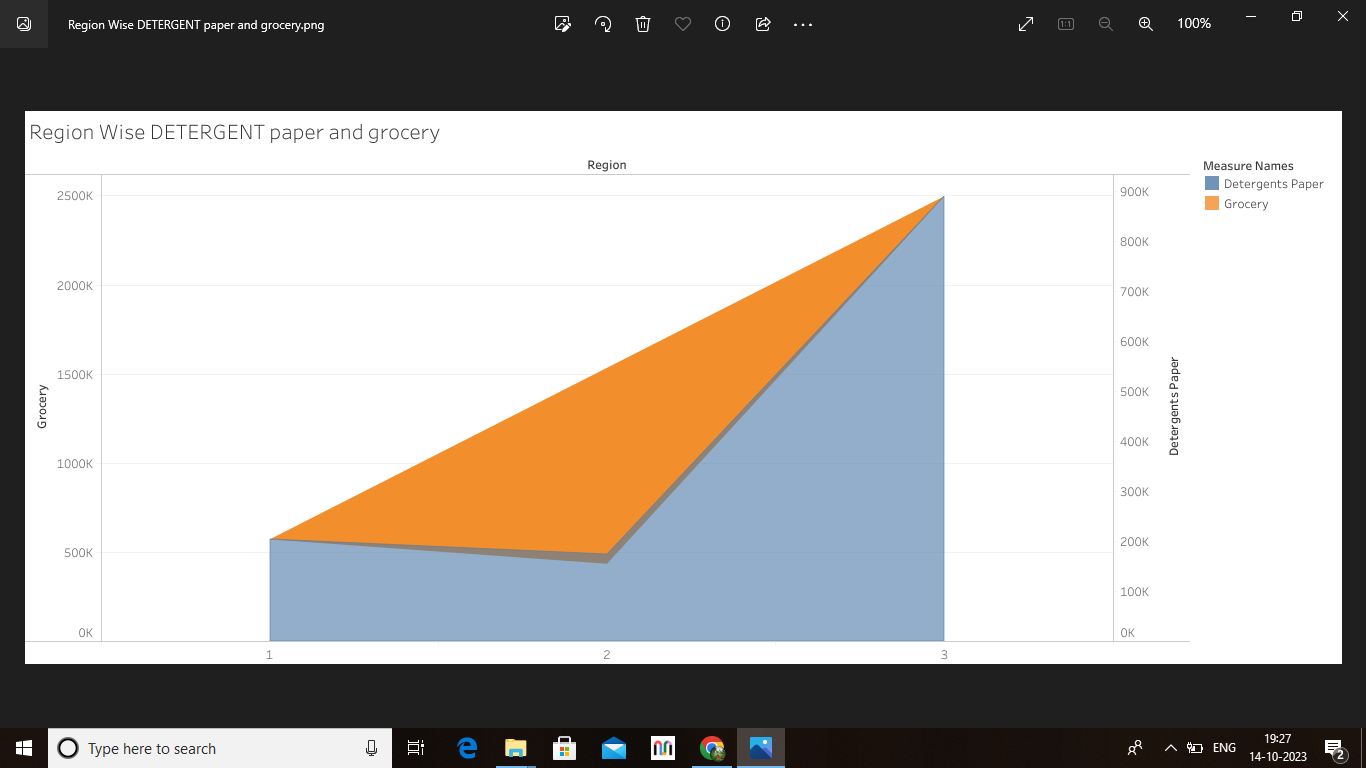 Region Wise DETERGENT paper and grocery.png
100%
Region Wise DETERGENT paper and grocery
Region
Measure Names
Detergents Paper
Grocery
Grocery
2500K
2000K
1500K
1000K
500K
0K
900K
800K
700K
600K
500K
400K
300K
200K
100K
0K
Detergents Paper
1 2 3
Type here to search
ENG
19:27
14-10-2023
2